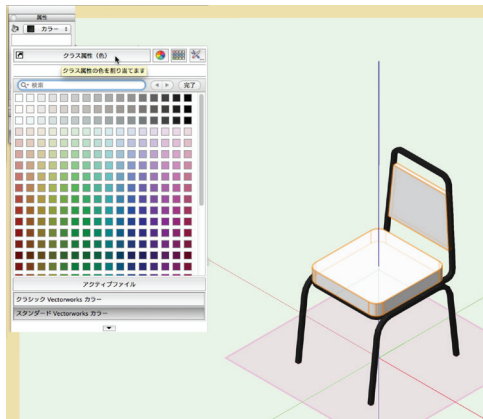 属性
カラー
クラス属性（色）
クラス属性の色を割り当てます
検索
完了
アクティブファイル
クラシック Vectorworks カラー
スタンダード Vectorworks カラー